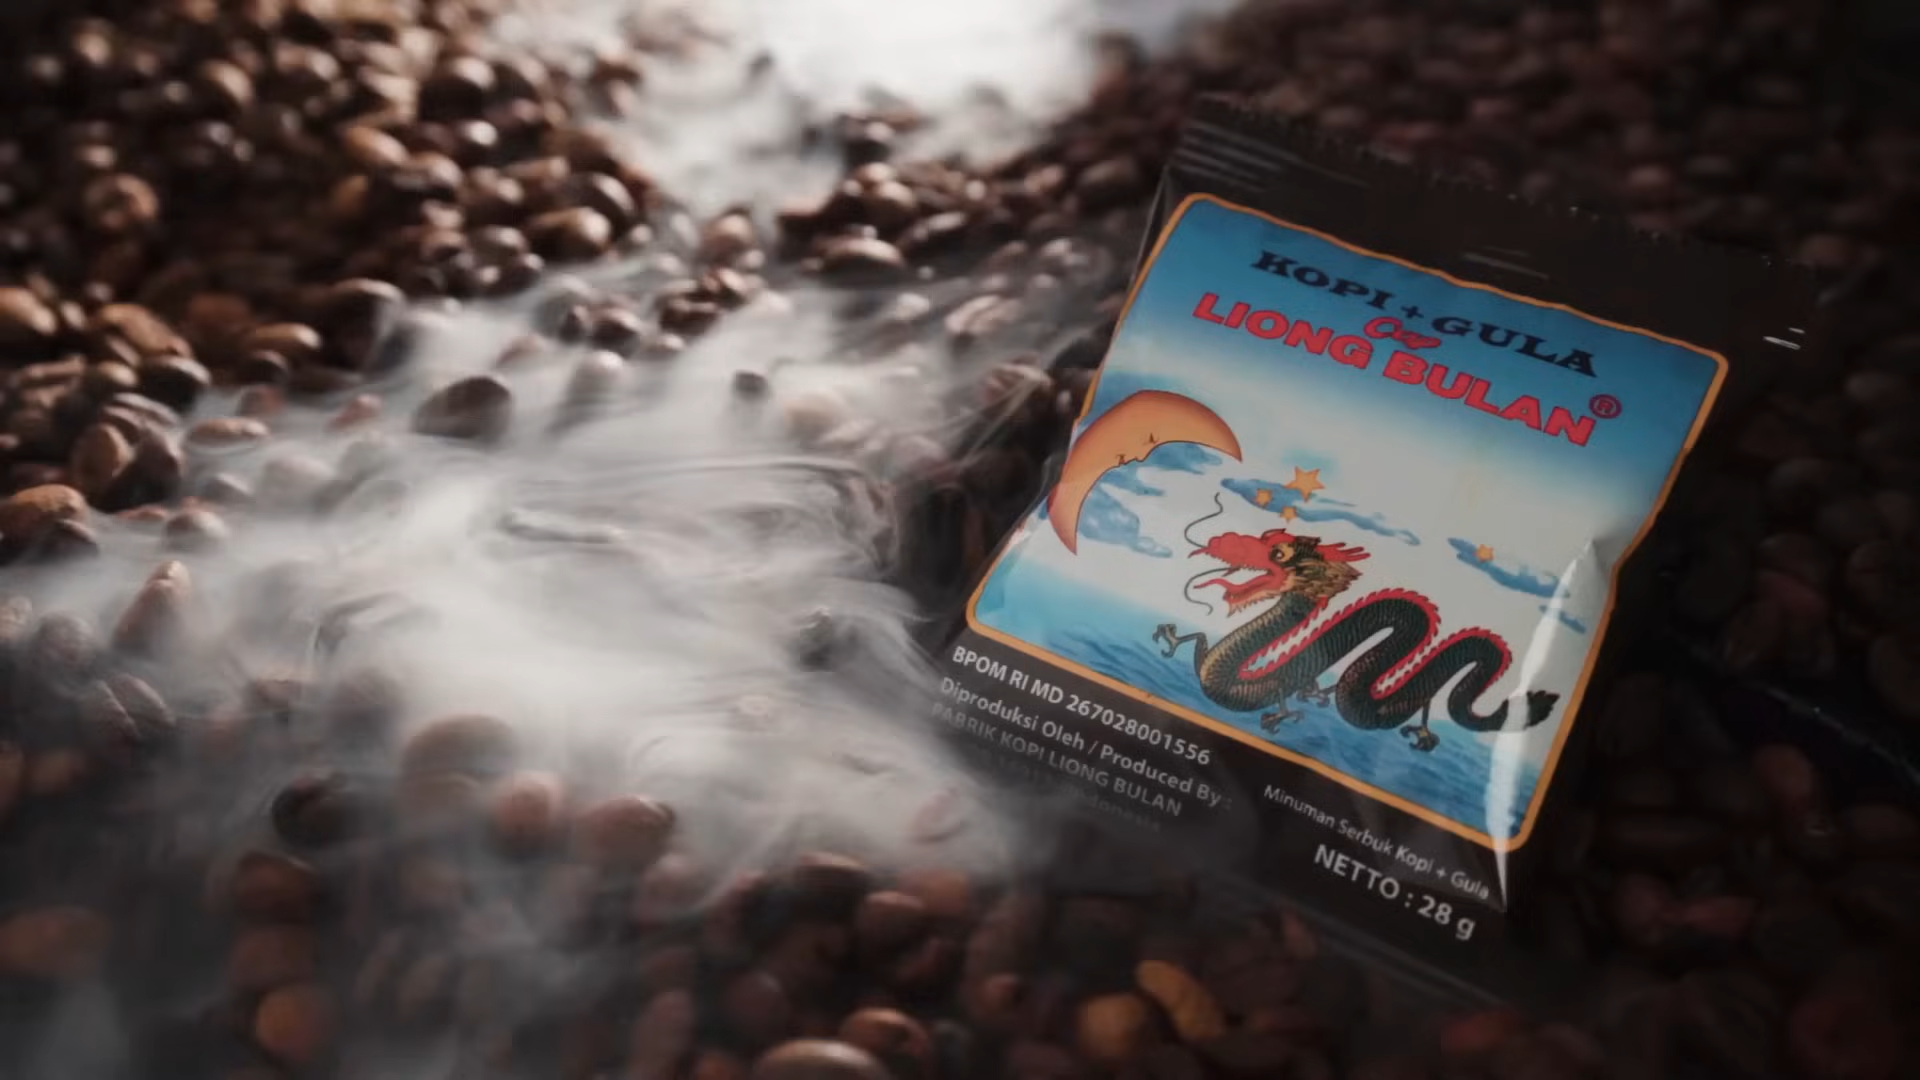 KOPI + GULA
Cap
LIONG BULAN®
BPOM RI MD 267028001556
Diproduksi Oleh / Produced By :
PABRIK KOPI LIONG BULAN
Indonesia
Minuman Serbuk Kopi + Gula
NETTO : 28 g